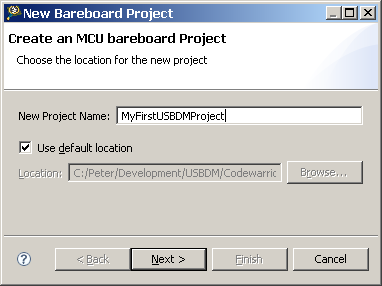 New Bareboard Project
Create an MCU bareboard Project
Choose the location for the new project
New Project Name: MyFirstUSBDMProject
Use default location
Location: C:/Peter/Development/USBDM/Codewarric Browse...
? < Back Next > Finish Cancel